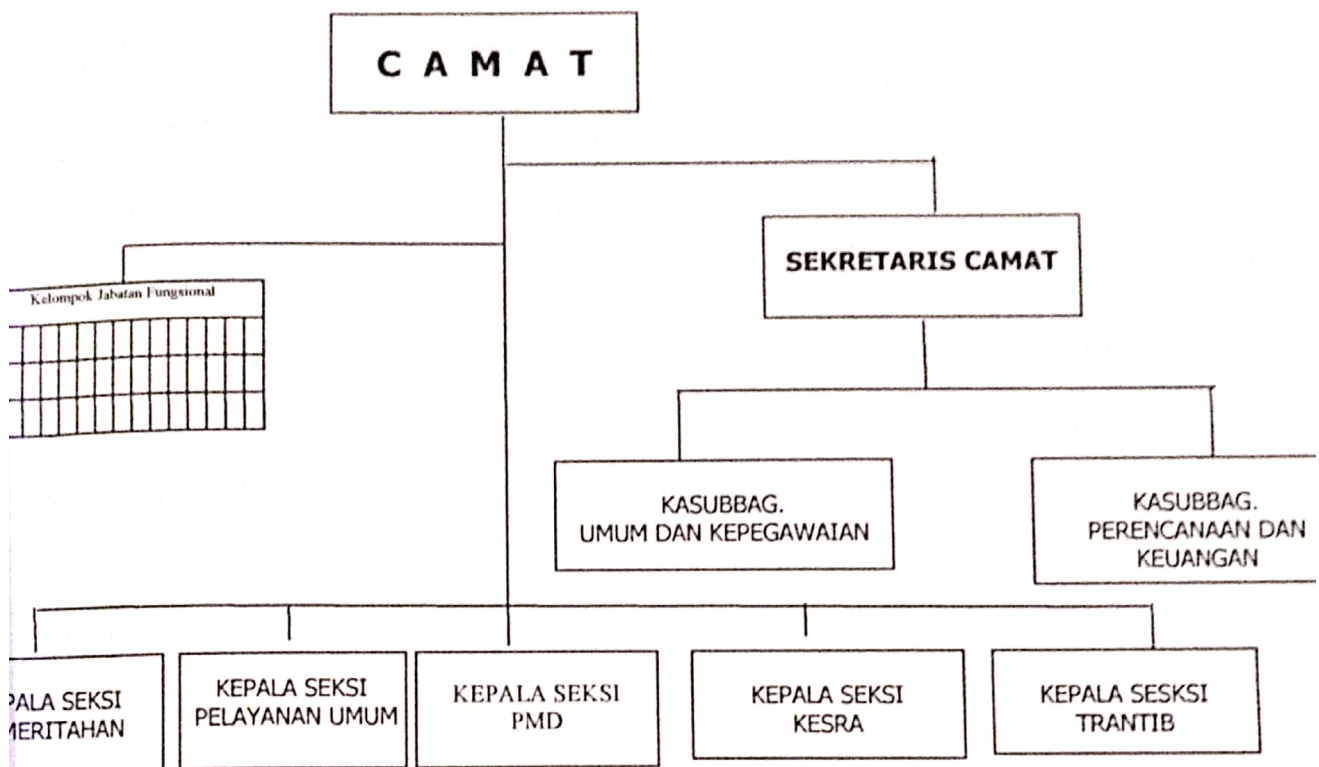 C A M A T
SEKRETARIS CAMAT
Kelompok Jabatan Fungsional
KASUBBAG.
UMUM DAN KEPEGAWAIAN
KASUBBAG.
PERENCANAAN DAN
KEUANGAN
PALA SEKSI
MERITAHAN
KEPALA SEKSI
PELAYANAN UMUM
KEPALA SEKSI
PMD
KEPALA SEKSI
KESRA
KEPALA SESKSI
TRANTIB